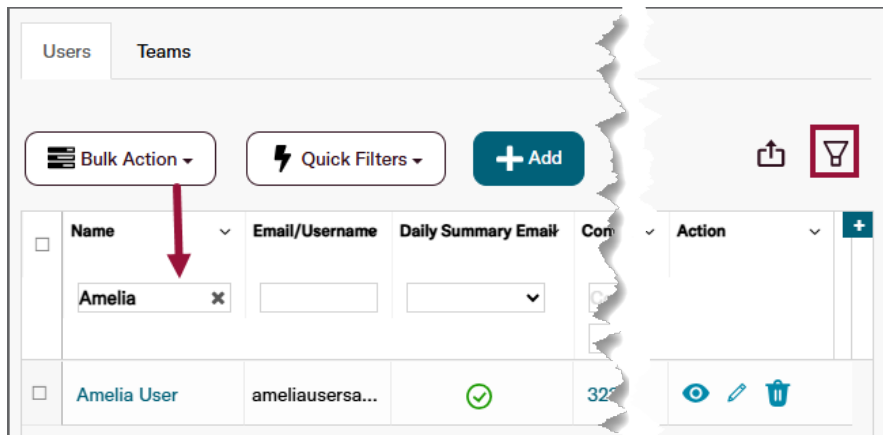 Users Teams
Bulk Action Quick Filters Add
Name Email/Username Daily Summary Email Action
Amelia
Amelia User ameliausersa...